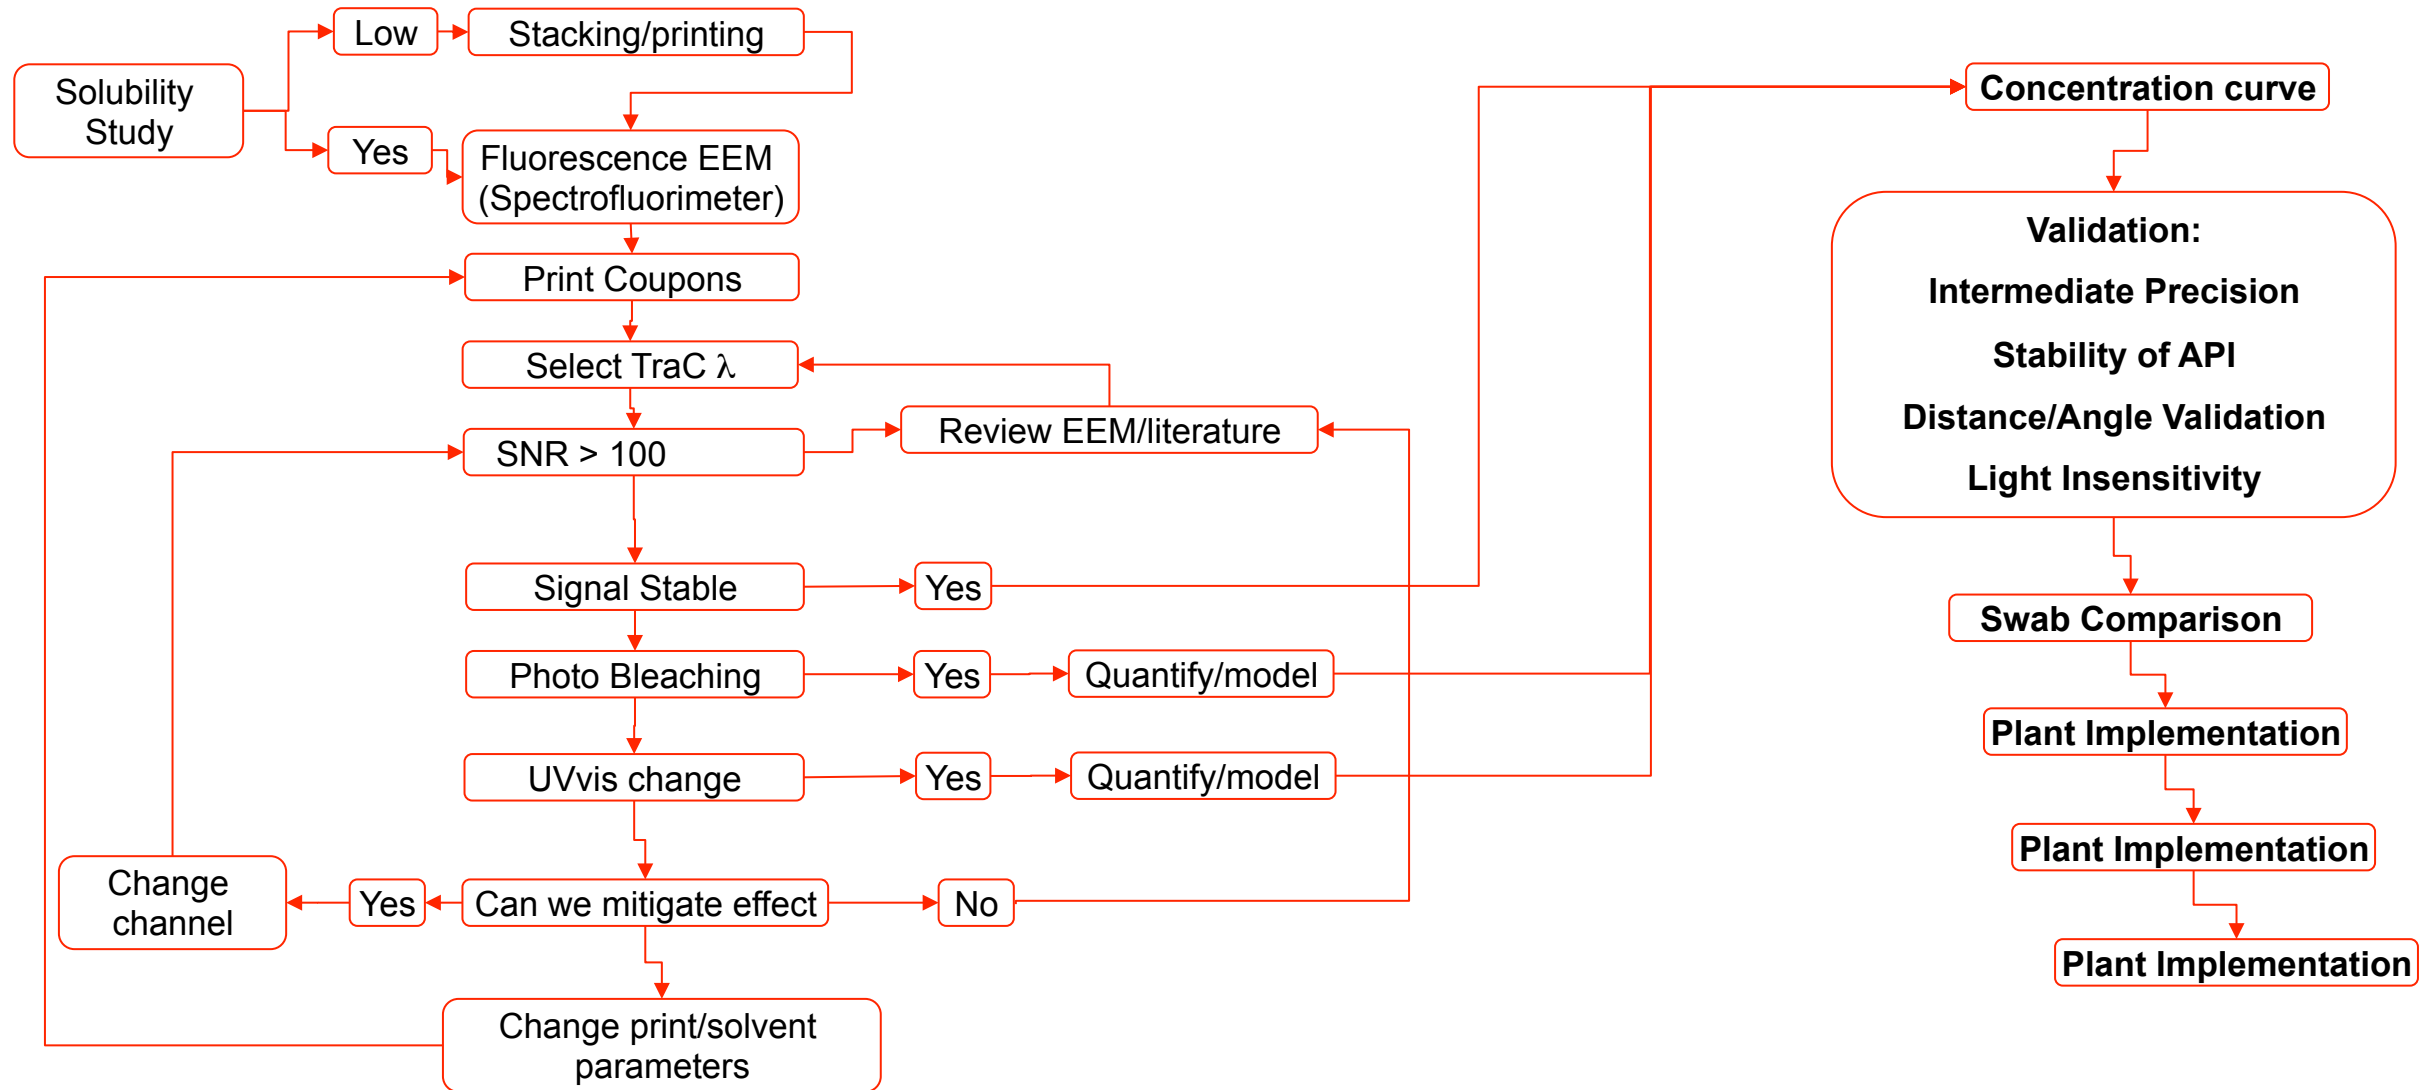 Low
Stacking/printing
Solubility
Study
Yes
Fluorescence EEM
(Spectrofluorimeter)
Print Coupons
Select TraC λ
Review EEM/literature
SNR > 100
Signal Stable
Yes
Photo Bleaching
Yes
Quantify/model
UVvis change
Yes
Quantify/model
Change
channel
Yes
Can we mitigate effect
No
Change print/solvent
parameters
Concentration curve
Validation:
Intermediate Precision
Stability of API
Distance/Angle Validation
Light Insensitivity
Swab Comparison
Plant Implementation
Plant Implementation
Plant Implementation